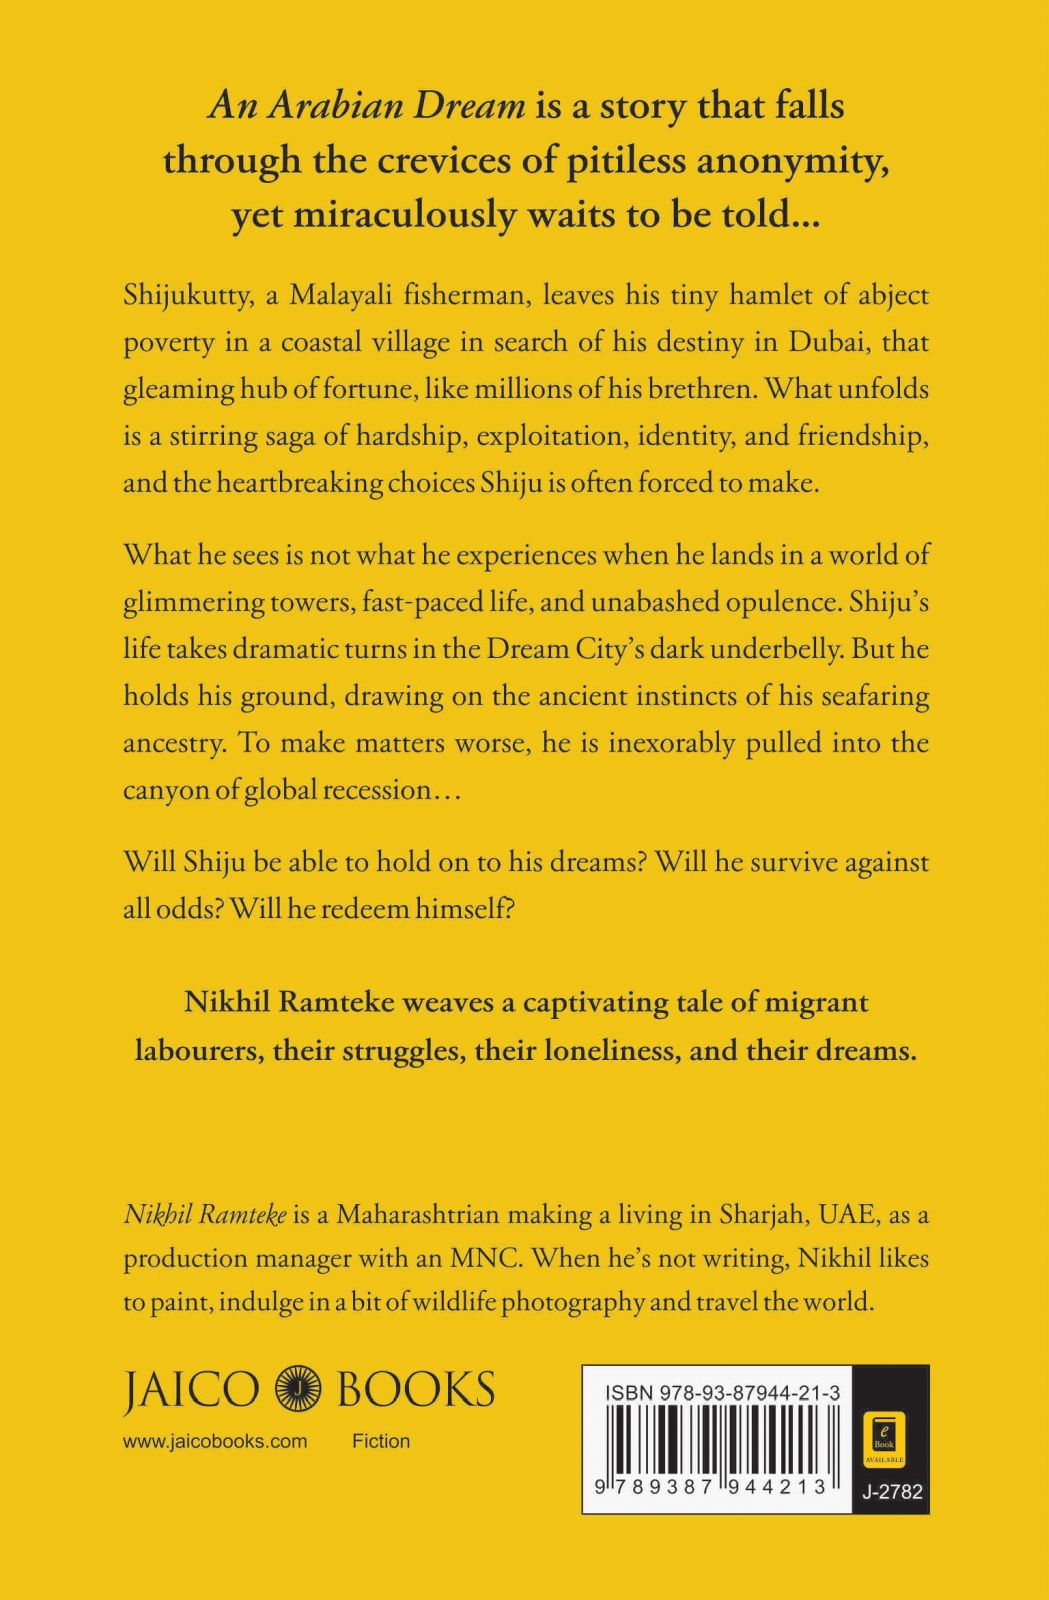 An Arabian Dream is a story that falls
through the crevices of pitiless anonymity,
yet miraculously waits to be told...
Shijukutty, a Malayali fisherman, leaves his tiny hamlet of abject
poverty in a coastal village in search of his destiny in Dubai, that
gleaming hub of fortune, like millions of his brethren. What unfolds
is a stirring saga of hardship, exploitation, identity, and friendship,
and the heartbreaking choices Shiju is often forced to make.
What he sees is not what he experiences when he lands in a world of
glimmering towers, fast-paced life, and unabashed opulence. Shiju's
life takes dramatic turns in the Dream City's dark underbelly. But he
holds his ground, drawing on the ancient instincts of his seafaring
ancestry. To make matters worse, he is inexorably pulled into the
canyon of global recession…
Will Shiju be able to hold on to his dreams? Will he survive against
all odds? Will he redeem himself?
Nikhil Ramteke weaves a captivating tale of migrant
labourers, their struggles, their loneliness, and their dreams.
Nikhil Ramteke is a Maharashtrian making a living in Sharjah, UAE, as a
production manager with an MNC. When he's not writing, Nikhil likes
to paint, indulge in a bit of wildlife photography and travel the world.
JAICO J BOOKS
www.jaicobooks.com Fiction
ISBN 978-93-87944-21-3
9 789387 944213
e
Book
AVAILABLE
J-2782